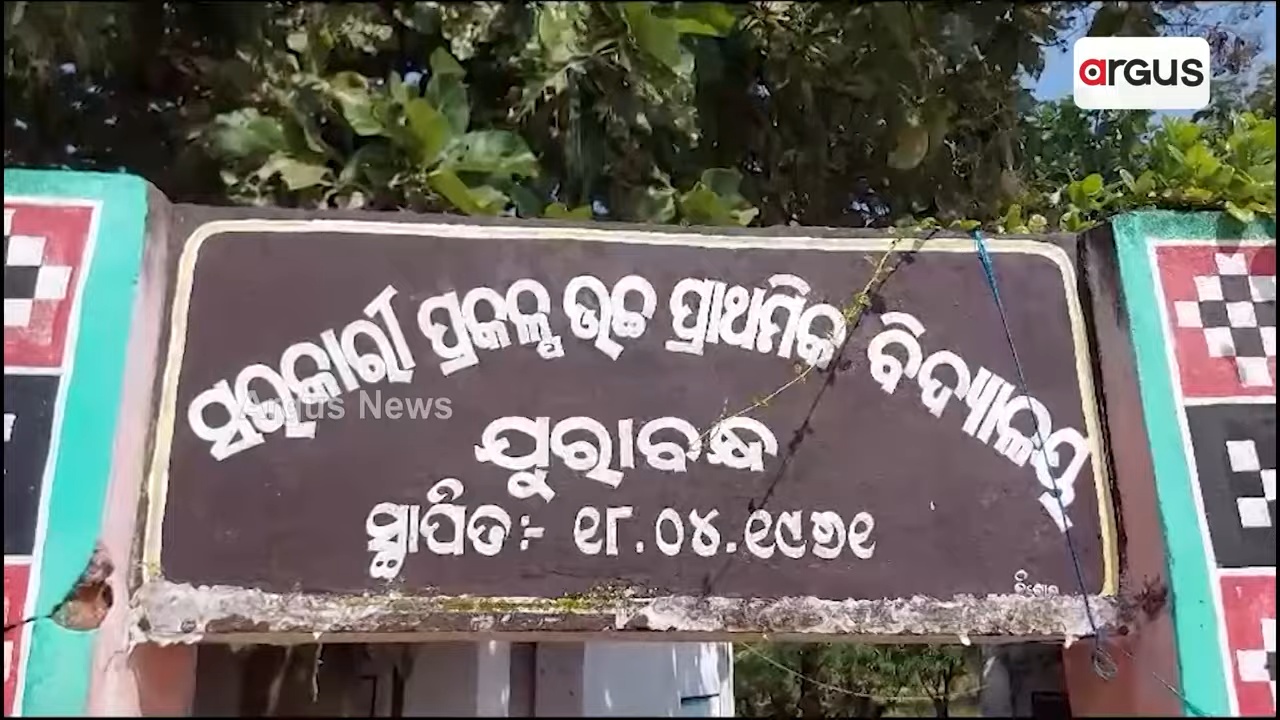 argus
ସରକାରୀ ପ୍ରକଳ୍ପ ଉଚ୍ଚ ପ୍ରାଥମିକ ବିଦ୍ୟାଳୟ
Argus News
ଯୁରାବନ୍ଧ
ସ୍ଥାପିତ:- ୧୮.୦୪.୧୯୭୧